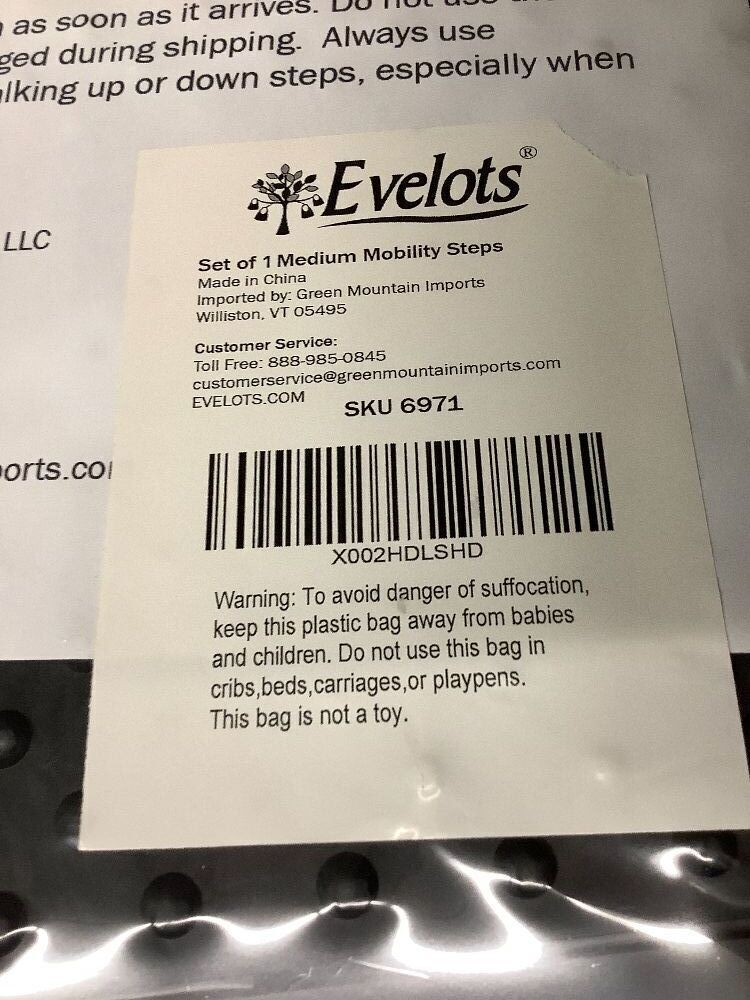 as soon as it arrives. Do not use
ged during shipping. Always use
lking up or down steps, especially when
Evelots®
LLC
Set of 1 Medium Mobility Steps
Made in China
Imported by: Green Mountain Imports
Williston, VT 05495
Customer Service:
Toll Free: 888-985-0845
customerservice@greenmountainimports.com
EVELOTS.COM
SKU 6971
orts.co
X002HDLSHD
Warning: To avoid danger of suffocation,
keep this plastic bag away from babies
and children. Do not use this bag in
cribs,beds,carriages,or playpens.
This bag is not a toy.